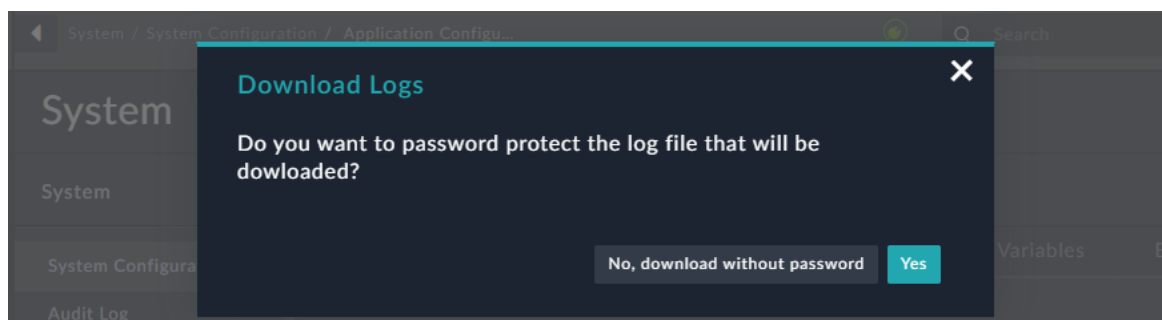 System / System Configuration / Application Configu...
Search
Download Logs
System
Do you want to password protect the log file that will be
dowloaded?
System
No, download without password
Yes
System Configura
Variables
Audit Log